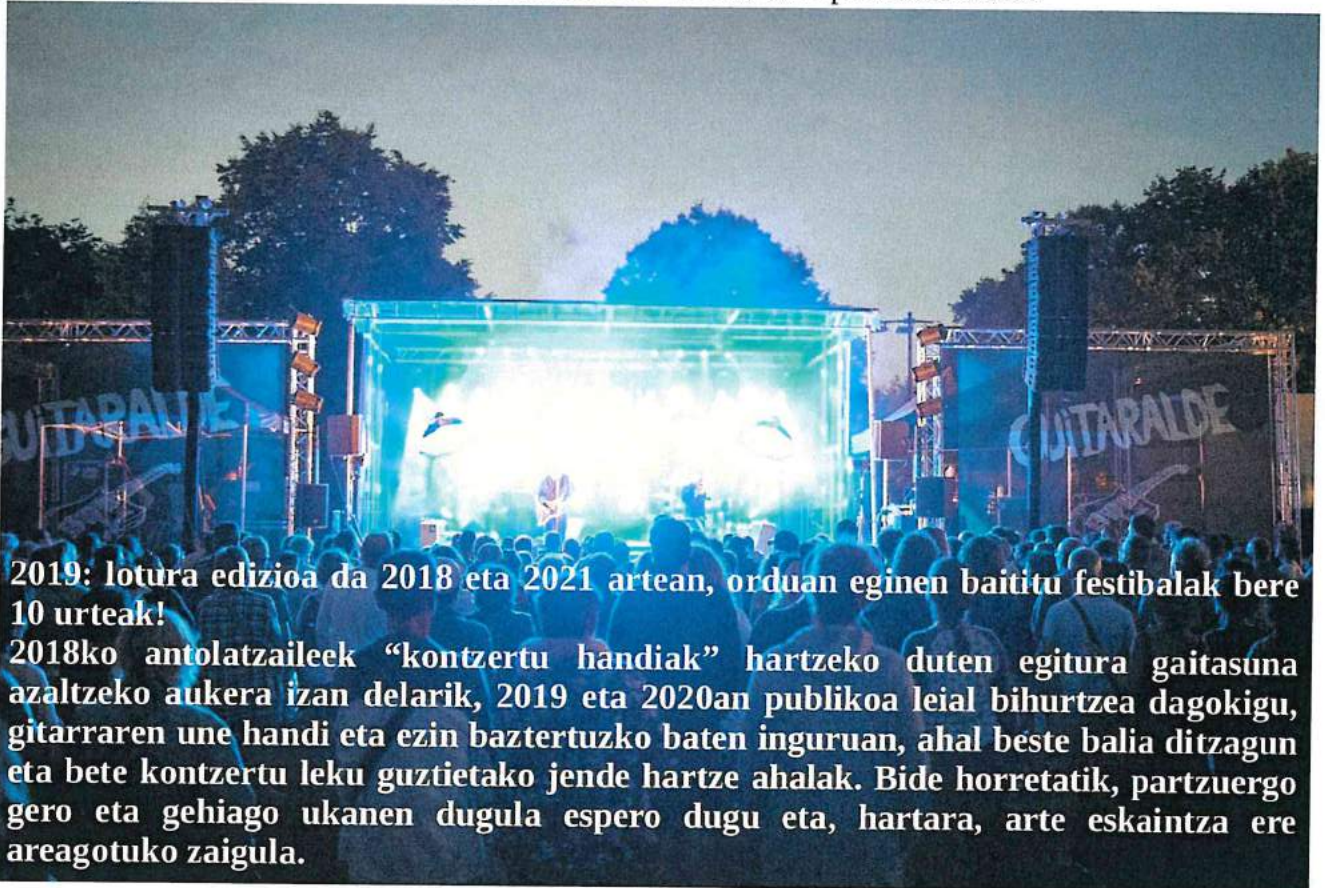 GUITARALDE
GUITARALDE
2019: lotura edizioa da 2018 eta 2021 artean, orduan eginen baititu festibalak bere
10 urteak!
2018ko antolatzaileek “kontzertu handiak” hartzeko duten egitura gaitasuna
azaltzeko aukera izan delarik, 2019 eta 2020an publikoa leial bihurtzea dagokigu,
gitarraren une handi eta ezin baztertuzko baten inguruan, ahal beste balia ditzagun
eta bete kontzertu leku guztietako jende hartze ahalak. Bide horretatik, partzuergo
gero eta gehiago ukanen dugula espero dugu eta, hartara, arte eskaintza ere
areagotuko zaigula.